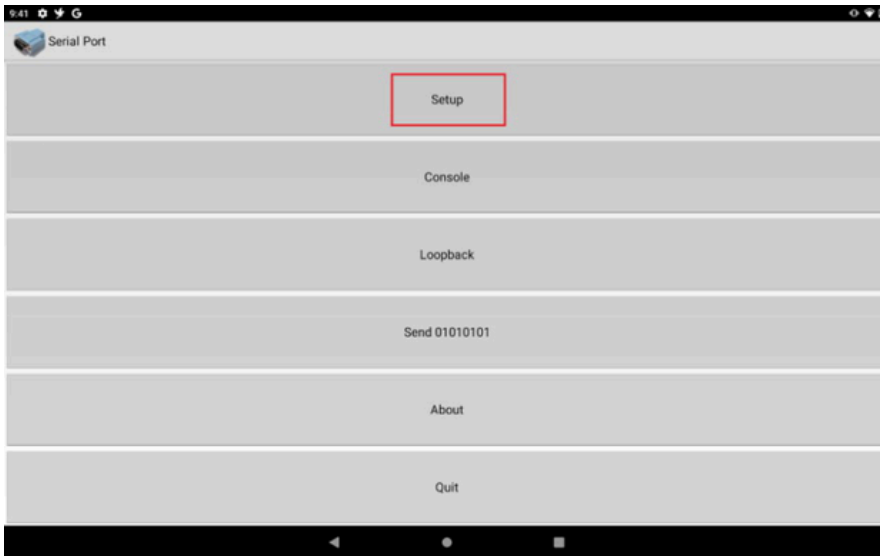 9:41 G
Serial Port
Setup
Console
Loopback
Send 01010101
About
Quit